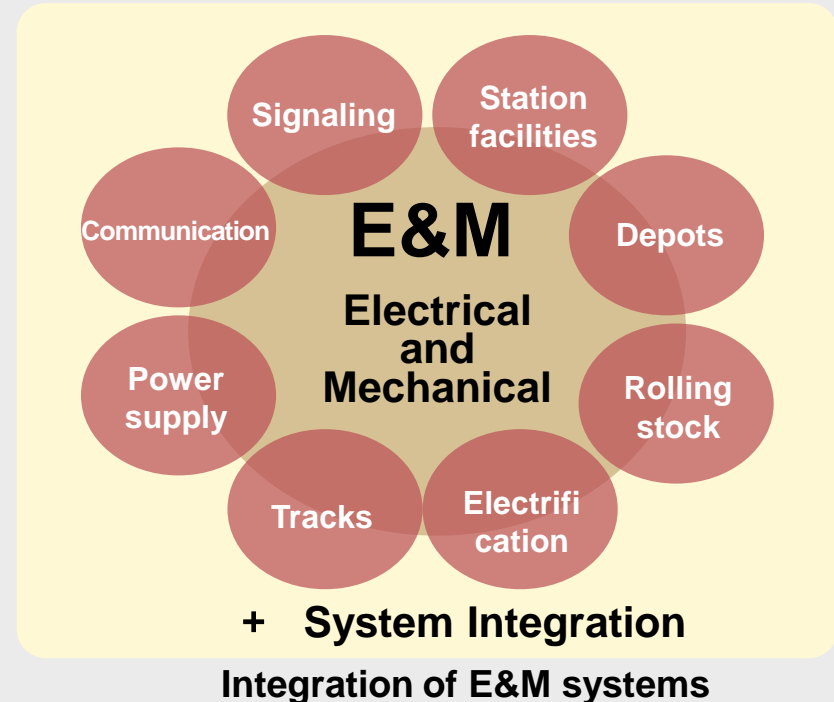 Signaling
Station
facilities
Communication
E&M
Depots
Electrical
and
Mechanical
Power
supply
Rolling
stock
Tracks
Electrifi
cation
+ System Integration
Integration of E&M systems